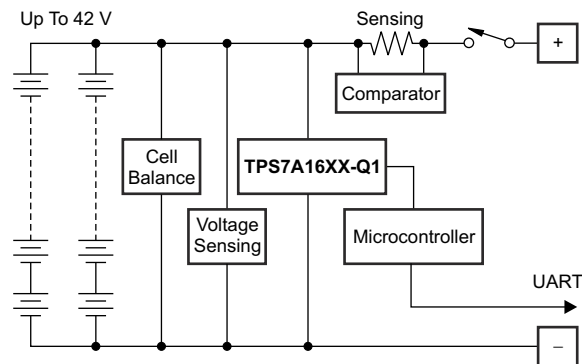 Up To 42 V
Sensing
+
Comparator
Cell
Balance
TPS7A16XX-Q1
Voltage
Sensing
Microcontroller
UART
−